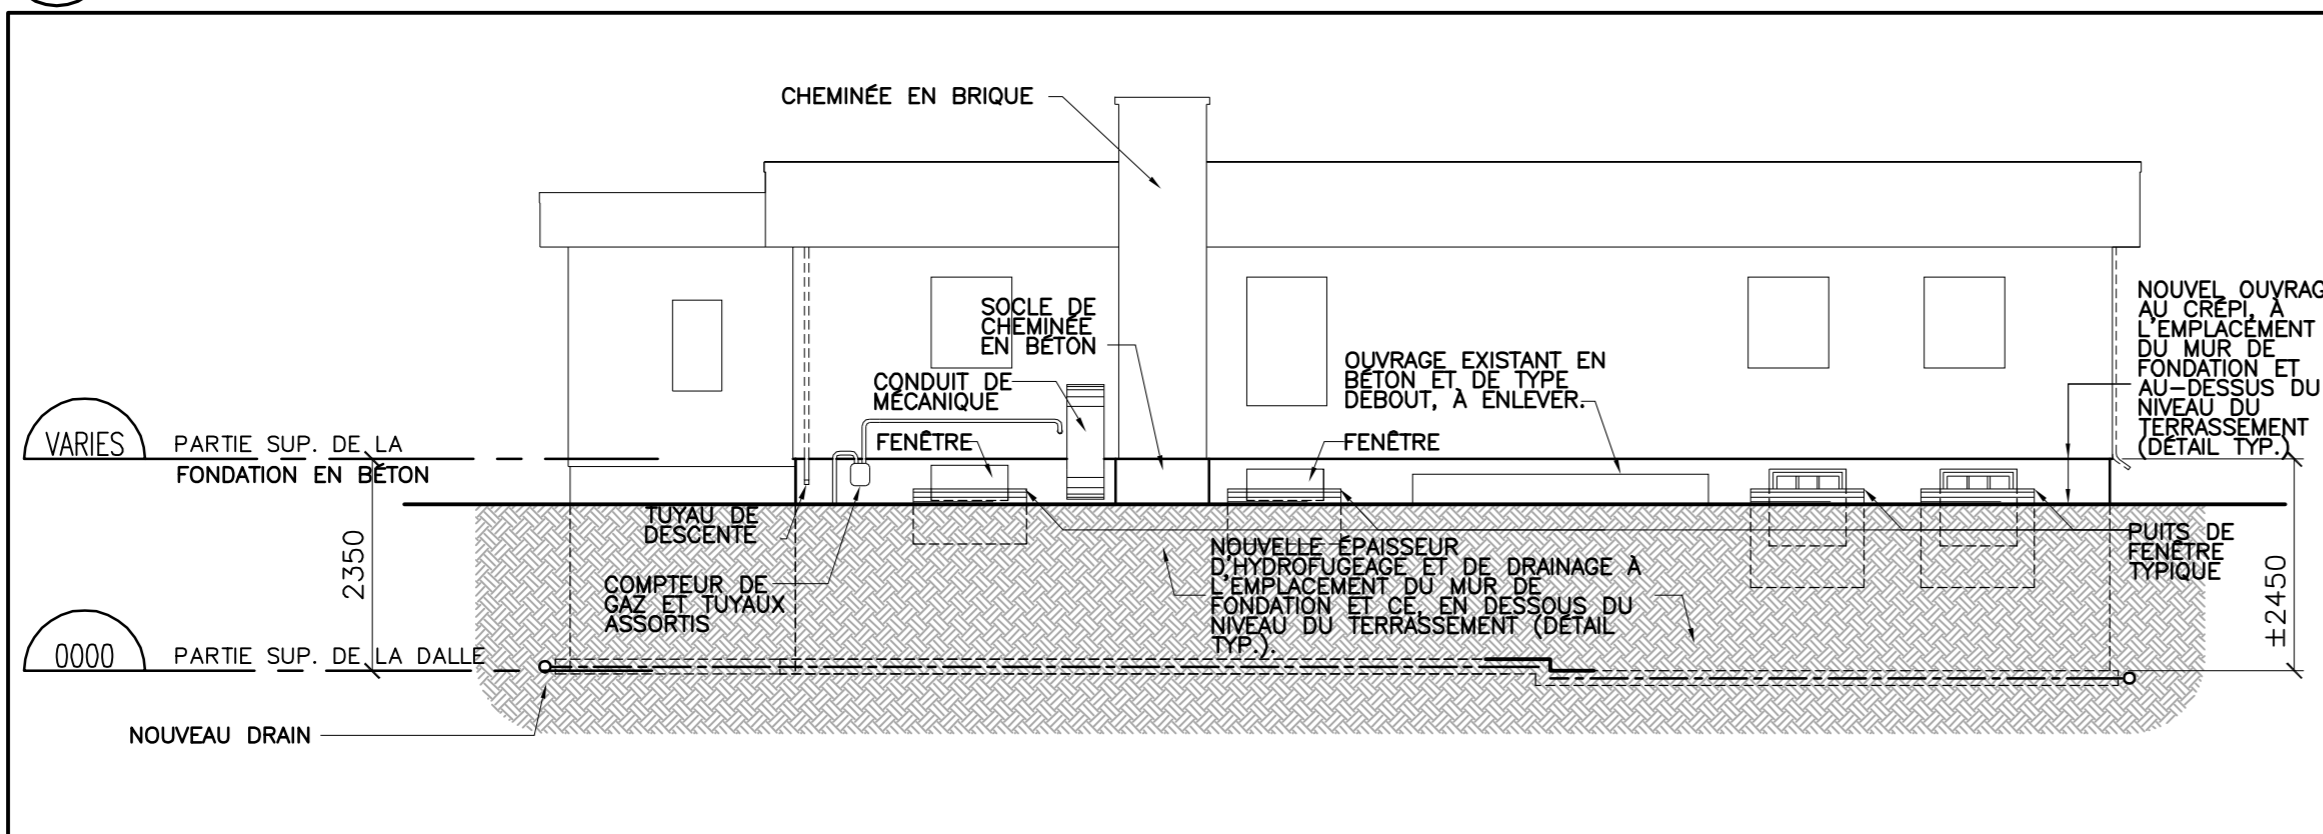 CHEMINÉE EN BRIQUE
SOCLE DE
CHEMINÉE
EN BÉTON
CONDUIT DE
MÉCANIQUE
FENÊTRE
OUVRAGE EXISTANT EN
BÉTON ET DE TYPE
DEBOUT, À ENLEVER.
FENÊTRE
NOUVEL OUVRAG
AU CRÉPI, À
L'EMPLACEMENT
DU MUR DE
FONDATION ET
AU-DESSUS DU
NIVEAU DU
TERRASSEMENT
(DÉTAIL TYP.)
VARIES
PARTIE SUP. DE LA
FONDATION EN BÉTON
2350
TUYAU DE
DESCENTE
COMPTEUR DE
GAZ ET TUYAUX
ASSORTIS
NOUVELLE ÉPAISSEUR
D'HYDROFUGEAGE ET DE DRAINAGE À
L'EMPLACEMENT DU MUR DE
FONDATION ET CE, EN DESSOUS DU
NIVEAU DU TERRASSEMENT (DÉTAIL
TYP.).
PUITS DE
FENÊTRE
TYPIQUE
±2450
0000
PARTIE SUP. DE LA DALLE
NOUVEAU DRAIN